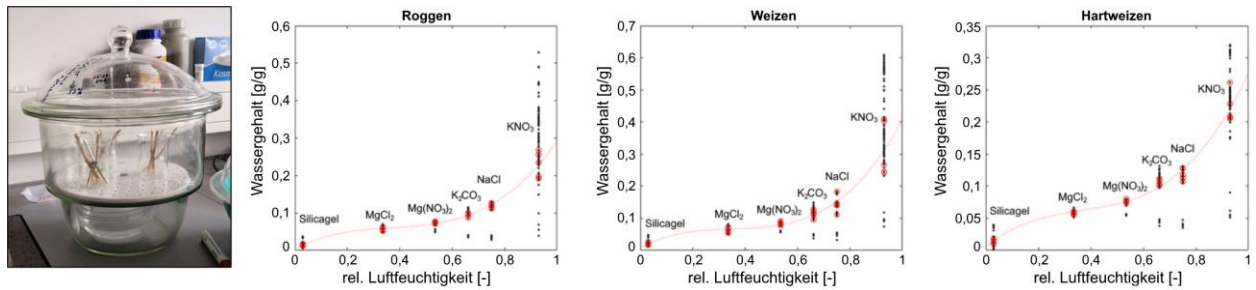 Roggen
Wassergehalt [g/g]
0,6
0,5
0,4
0,3
0,2
0,1
0
Silicagel
MgCl₂
Mg(NO₃)₂
K₂CO₃
NaCl
KNO₃
0 0,2 0,4 0,6 0,8 1
rel. Luftfeuchtigkeit [-]
Weizen
Wassergehalt [g/g]
0,7
0,6
0,5
0,4
0,3
0,2
0,1
0
Silicagel
MgCl₂
Mg(NO₃)₂
K₂CO₃
NaCl
KNO₃
0 0,2 0,4 0,6 0,8 1
rel. Luftfeuchtigkeit [-]
Hartweizen
Wassergehalt [g/g]
0,35
0,3
0,25
0,2
0,15
0,1
0,05
0
Silicagel
MgCl₂
Mg(NO₃)₂
K₂CO₃
NaCl
KNO₃
0 0,2 0,4 0,6 0,8 1
rel. Luftfeuchtigkeit [-]